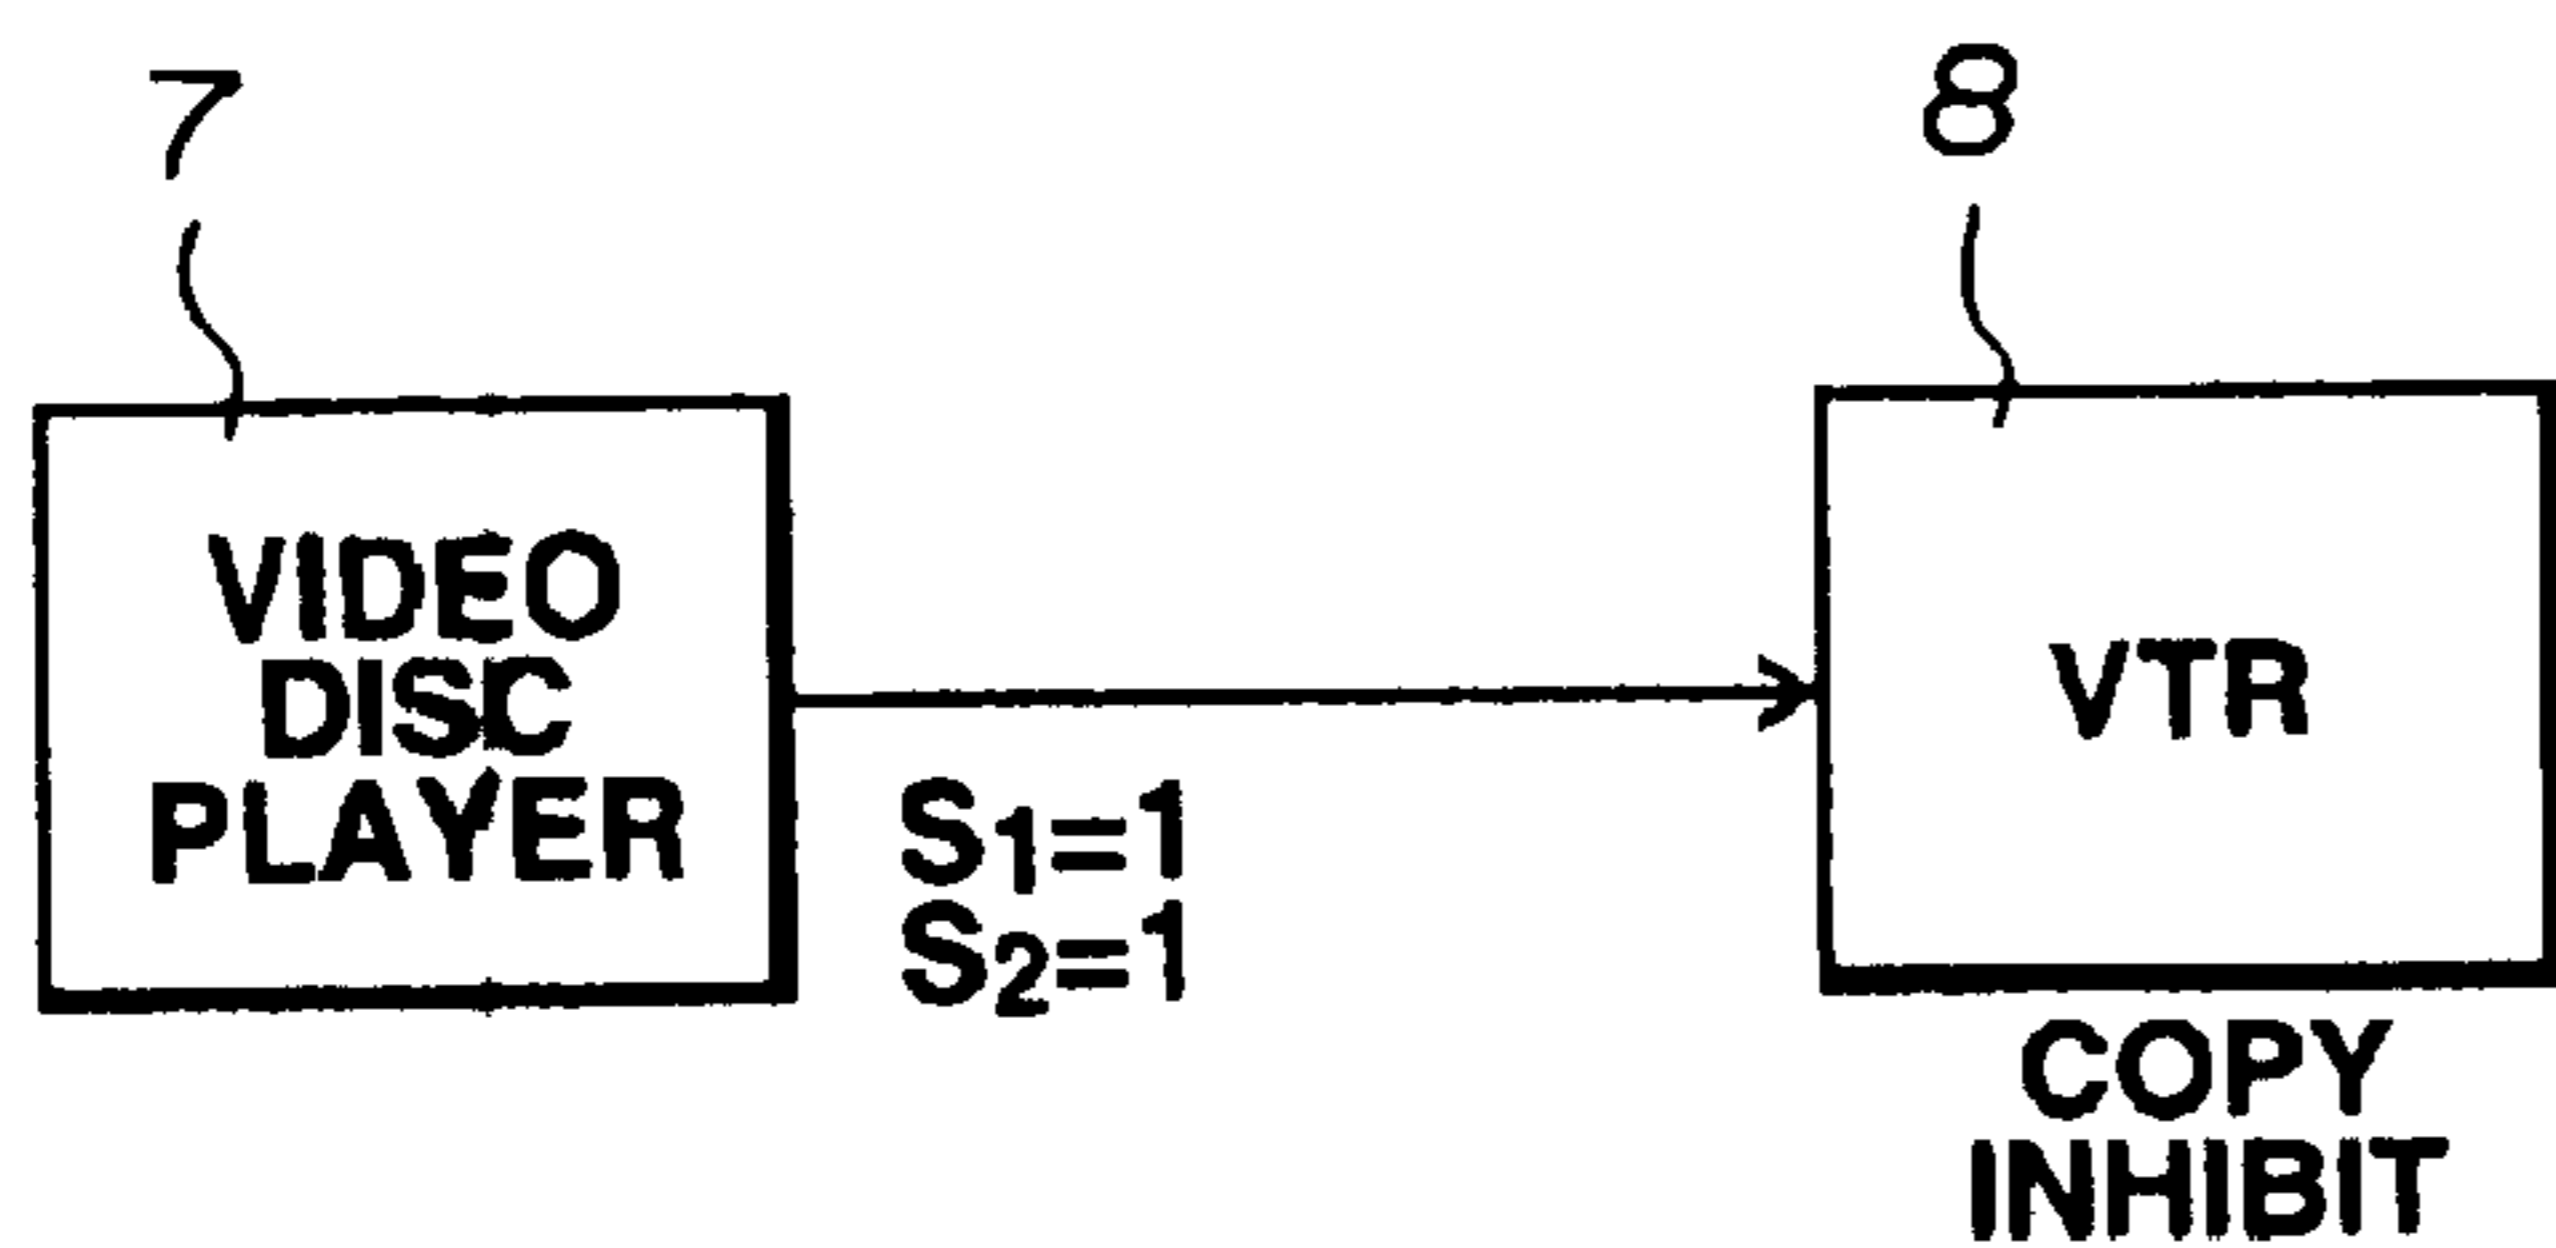 7
8
VIDEO
DISC
PLAYER
S1=1
S2=1
VTR
COPY
INHIBIT